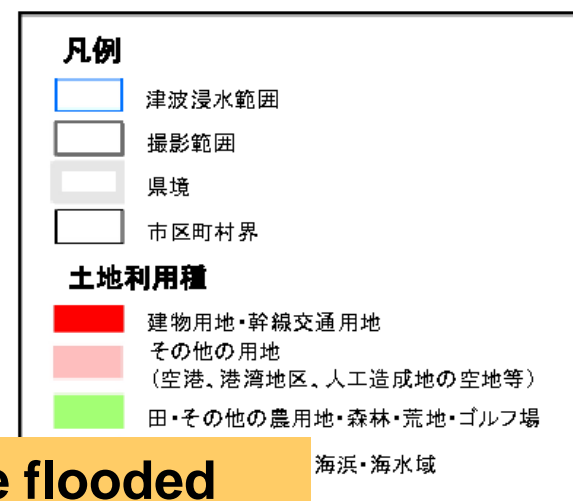 凡例
津波浸水範囲
撮影範囲
県境
市区町村界
土地利用種
建物用地・幹線交通用地
その他の用地
(空港、港湾地区、人工造成地の空地等)
田・その他の農用地・森林・荒地・ゴルフ場
海浜・海水域
flooded